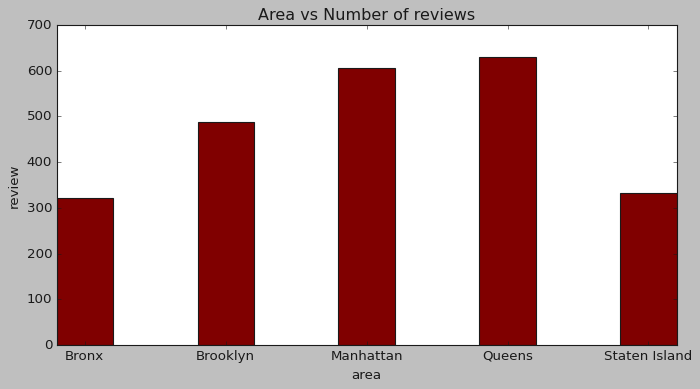 Area vs Number of reviews
700
600
500
400
300
200
100
0
review
Bronx Brooklyn Manhattan Queens Staten Island
area